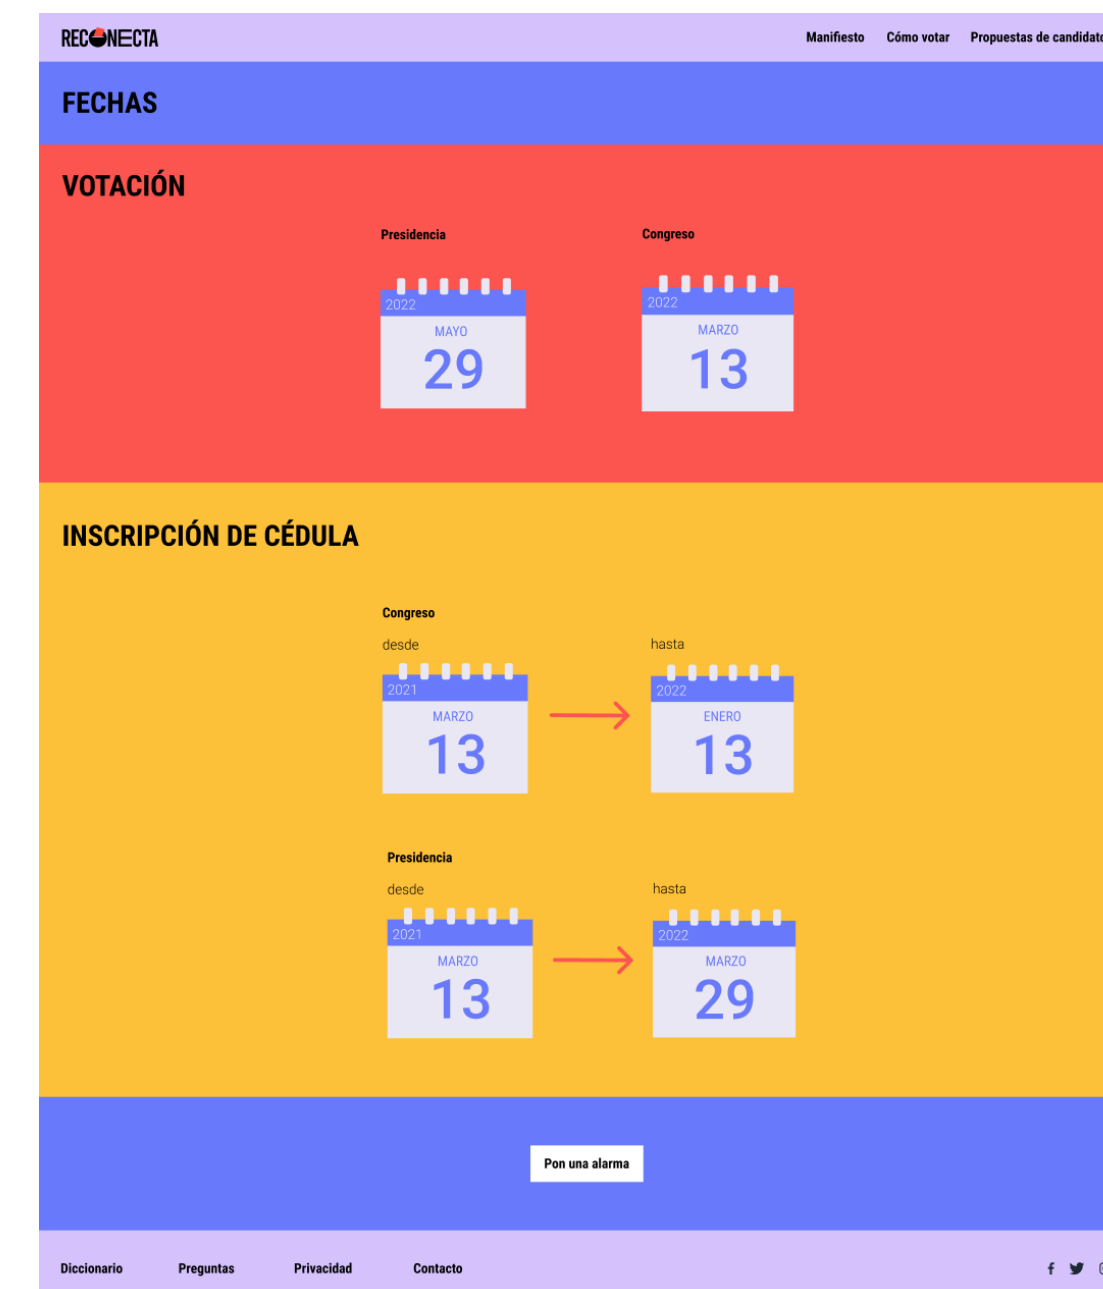 RECONECTA
Manifiesto Cómo votar Propuestas de candidato
FECHAS
VOTACIÓN
Presidencia Congreso
2022 2022
MAYO MARZO
29 13
INSCRIPCIÓN DE CÉDULA
Congreso
desde hasta
2021 2022
MARZO ENERO
13 13
Presidencia
desde hasta
2021 2022
MARZO MARZO
13 29
Pon una alarma
Diccionario Preguntas Privacidad Contacto